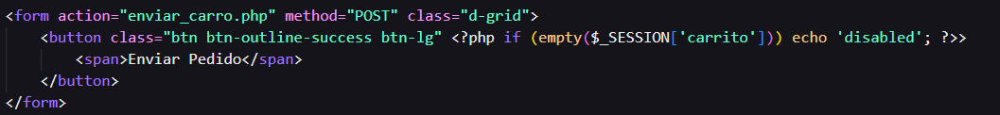 <form action="enviar_carro.php" method="POST" class="d-grid">
    <button class="btn btn-outline-success btn-lg" <?php if (empty($_SESSION['carrito'])) echo 'disabled'; ?>>
        <span>Enviar Pedido</span>
    </button>
</form>